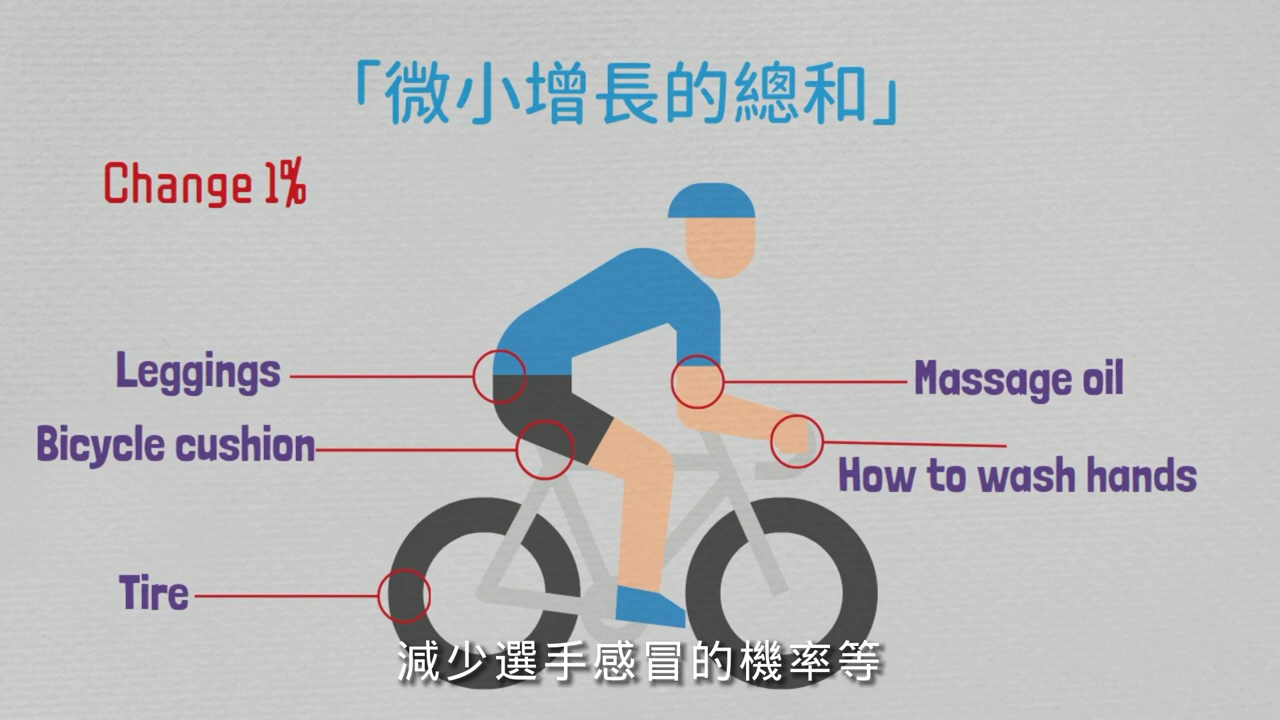 「微小增長的總和」
Change 1%
Leggings
Massage oil
Bicycle cushion
How to wash hands
Tire
減少選手感冒的機率等